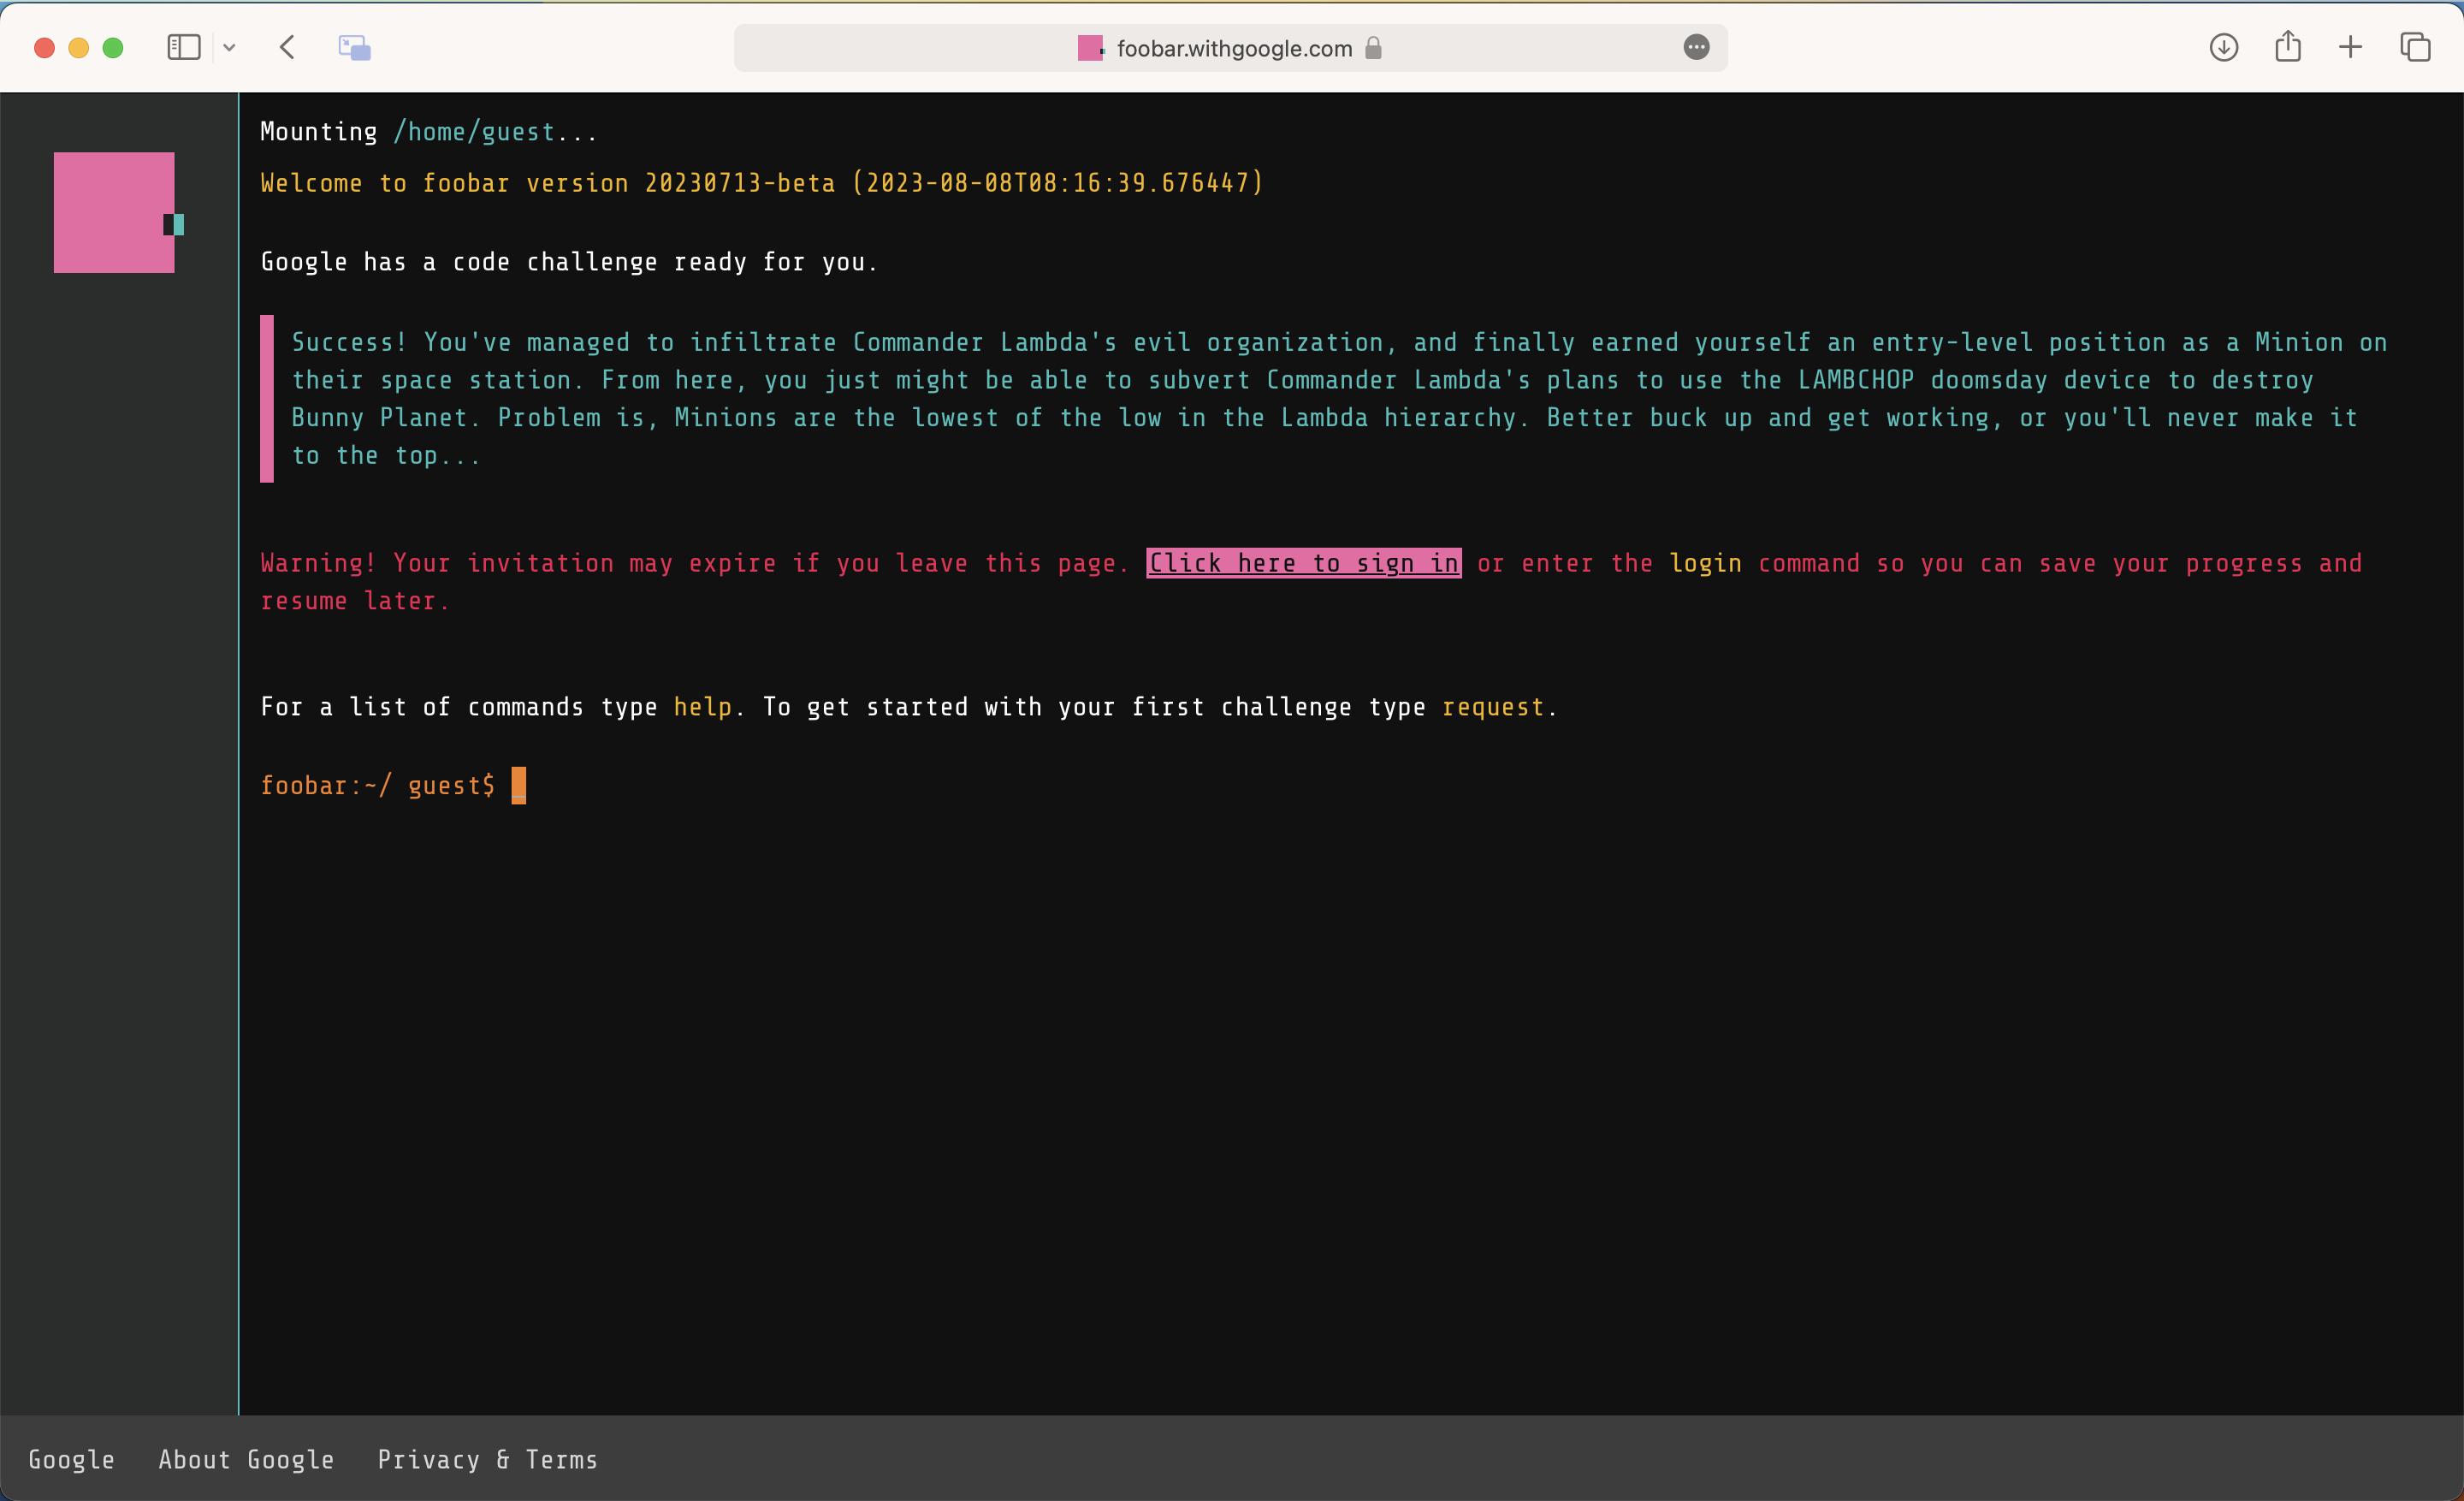 foobar.withgoogle.com
Mounting /home/guest...
Welcome to foobar version 20230713-beta (2023-08-08T08:16:39.676447)
Google has a code challenge ready for you.
Success! You've managed to infiltrate Commander Lambda's evil organization, and finally earned yourself an entry-level position as a Minion on
their space station. From here, you just might be able to subvert Commander Lambda's plans to use the LAMBCHOP doomsday device to destroy
Bunny Planet. Problem is, Minions are the lowest of the low in the Lambda hierarchy. Better buck up and get working, or you'll never make it
to the top...
Warning! Your invitation may expire if you leave this page. Click here to sign in or enter the login command so you can save your progress and
resume later.
For a list of commands type help. To get started with your first challenge type request.
foobar:~/ guest$
Google About Google Privacy & Terms